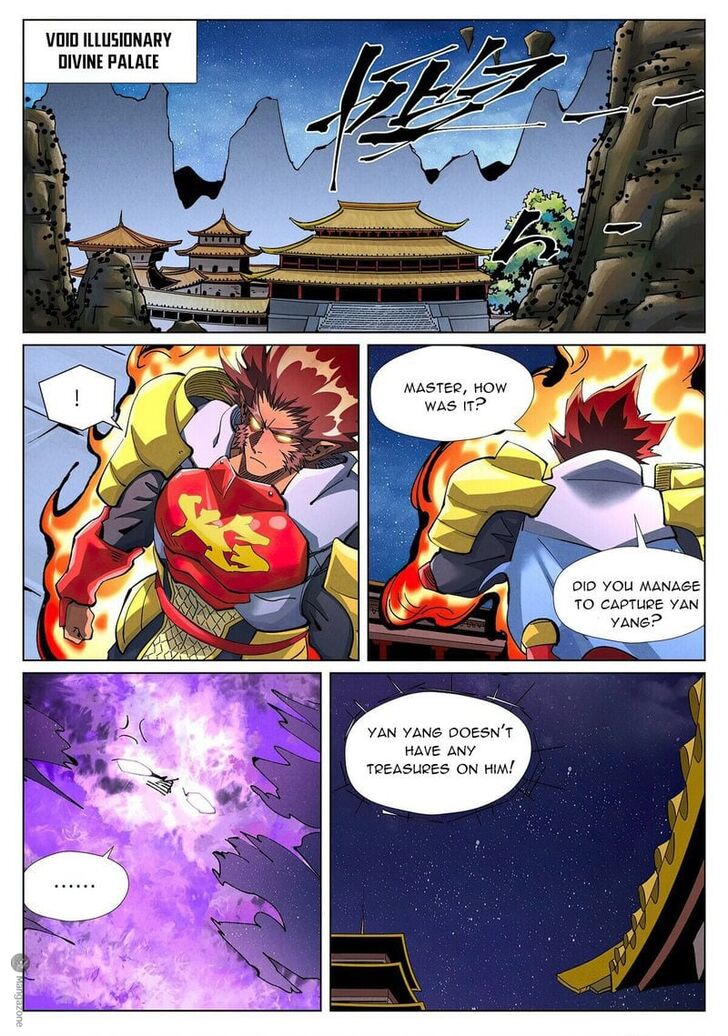 VOID ILLUSIONARY
DIVINE PALACE
!
MASTER, HOW
WAS IT?
DID YOU MANAGE
TO CAPTURE YAN
YANG?
......
YAN YANG DOESN'T
HAVE ANY
TREASURES ON HIM!
Mangazone